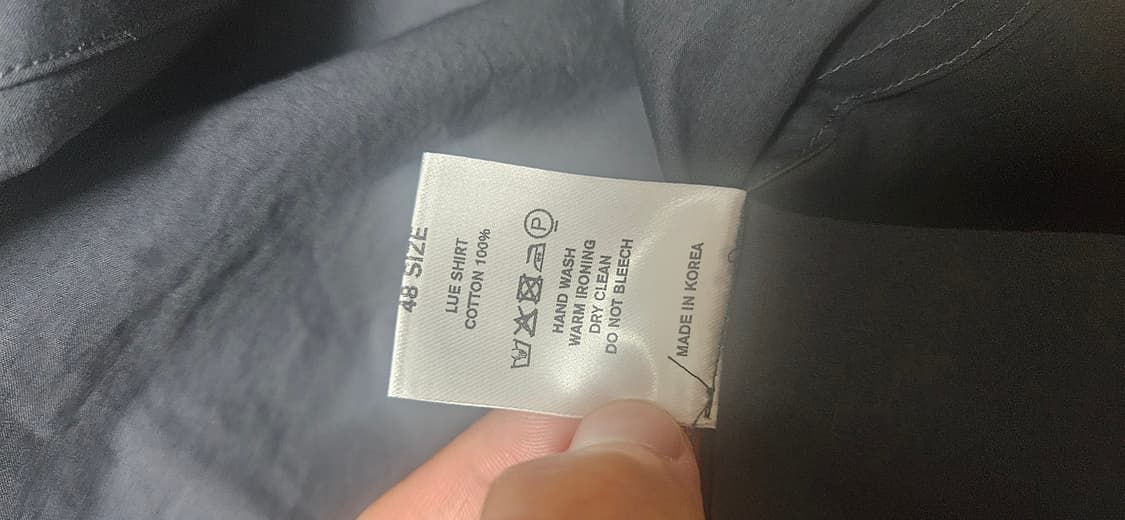 48 SIZE
LUE SHIRT
COTTON 100%
P
HAND WASH
WARM IRONING
DRY CLEAN
DO NOT BLEECH
MADE IN KOREA